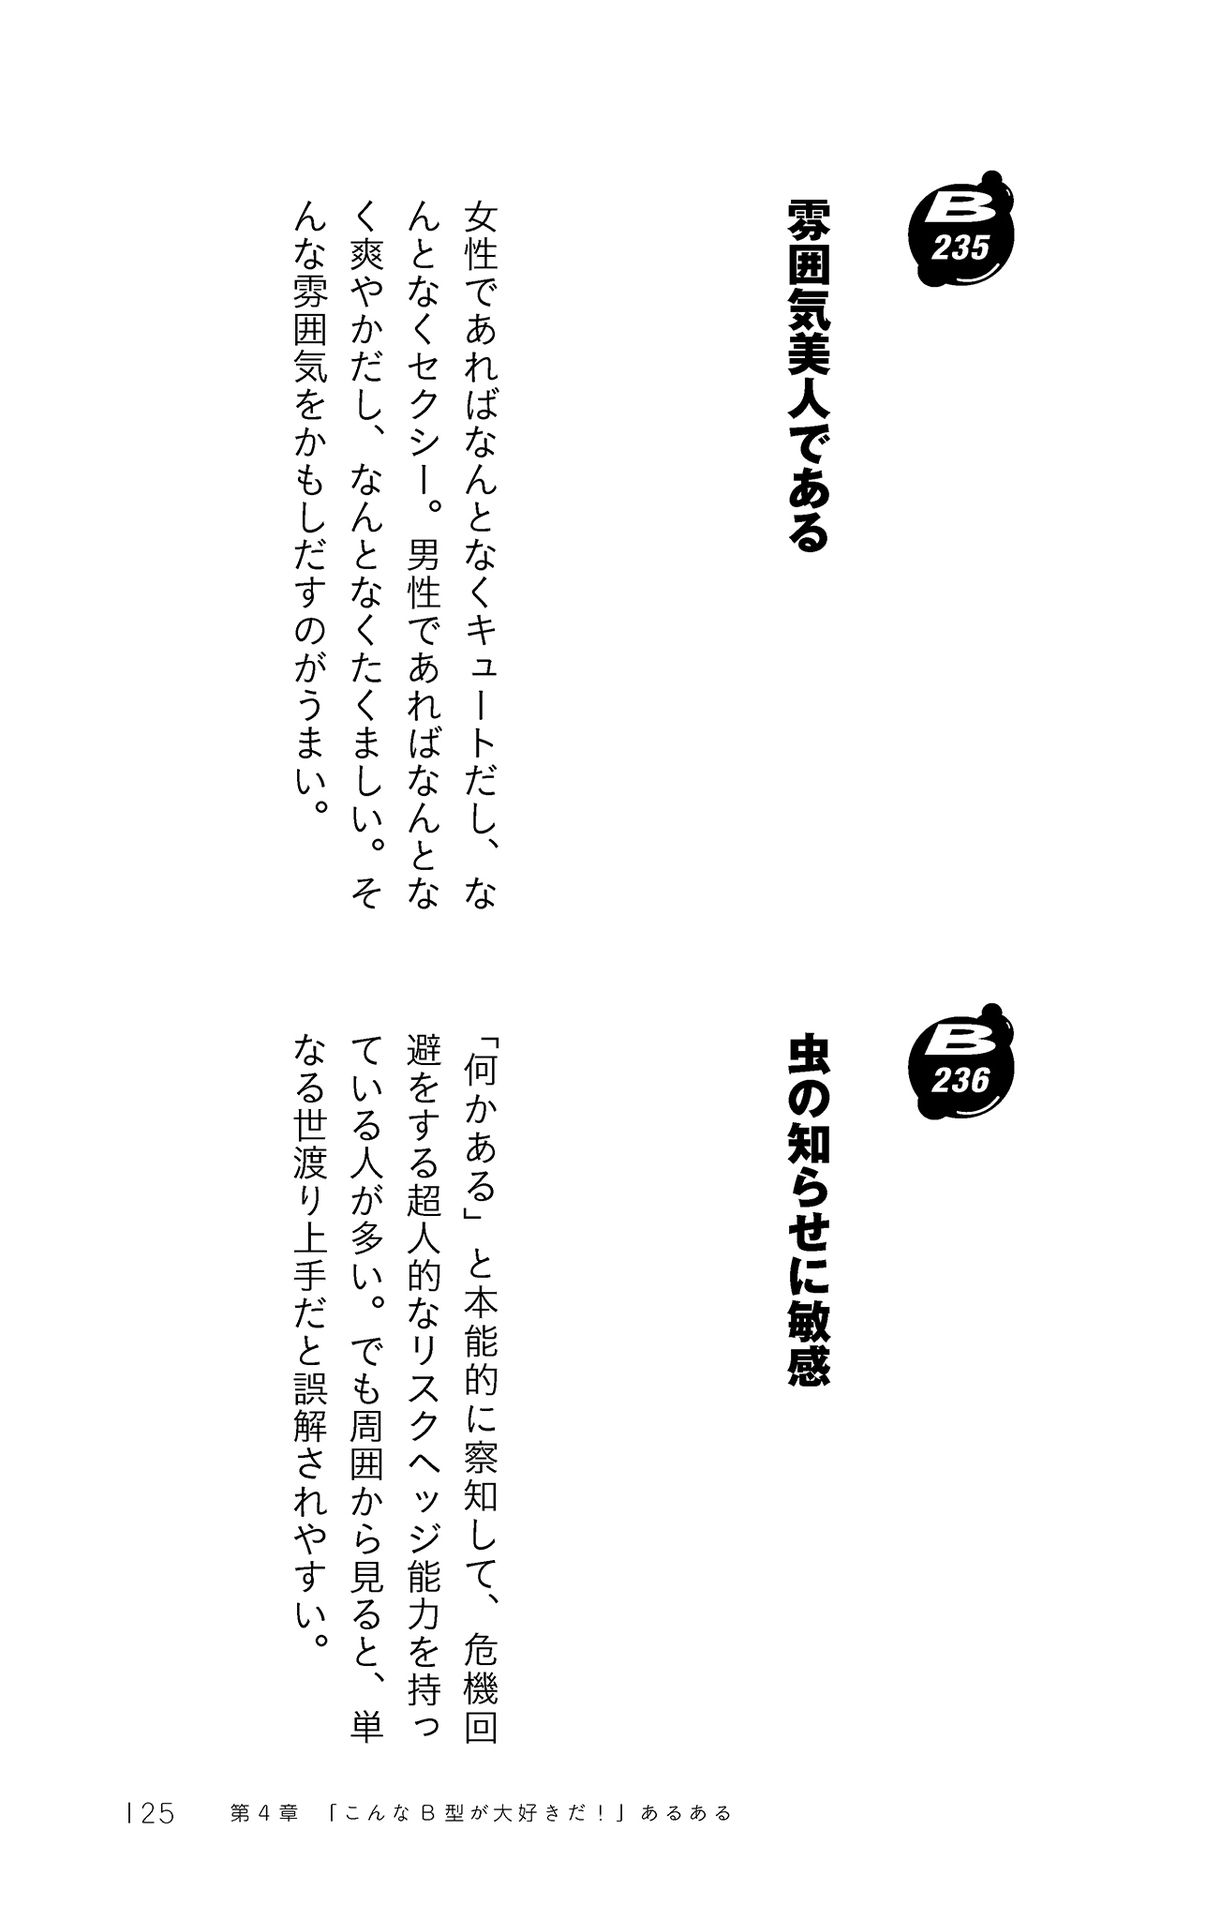 B
235
雰囲気美人である
女性であればなんとなくキュートだし、な
んとなくセクシー。男性であればなんとな
く爽やかだし、なんとなくたくましい。そ
んな雰囲気をかもしだすのがうまい。
B
236
虫の知らせに敏感
「何かある」と本能的に察知して、危機回
避をする超人的なリスクヘッジ能力を持っ
ている人が多い。でも周囲から見ると、単
なる世渡り上手だと誤解されやすい。
125 第4章 「こんなB型が大好きだ！」あるある